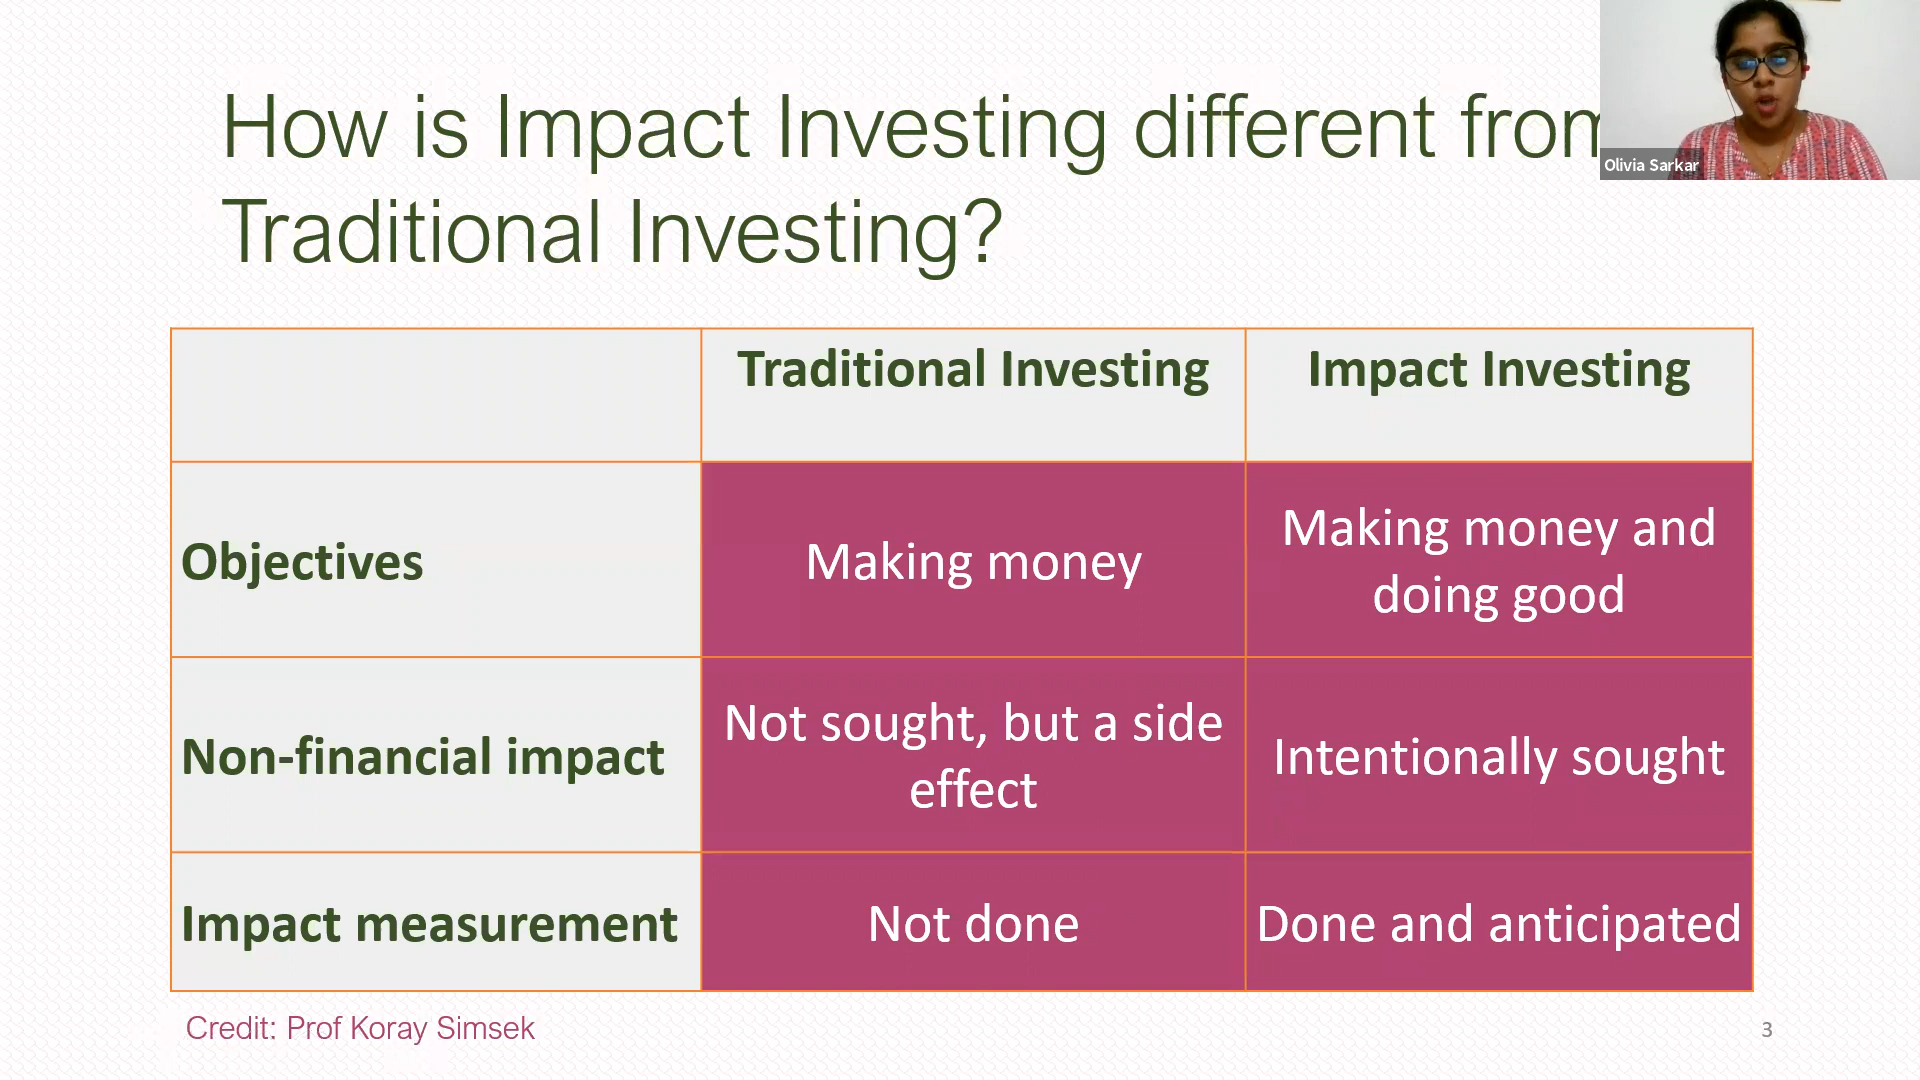 How is Impact Investing different from
Traditional Investing?
Olivia Sarkar
Traditional Investing
Impact Investing
Objectives
Making money
Making money and
doing good
Non-financial impact
Not sought, but a side
effect
Intentionally sought
Impact measurement
Not done
Done and anticipated
Credit: Prof Koray Simsek
3